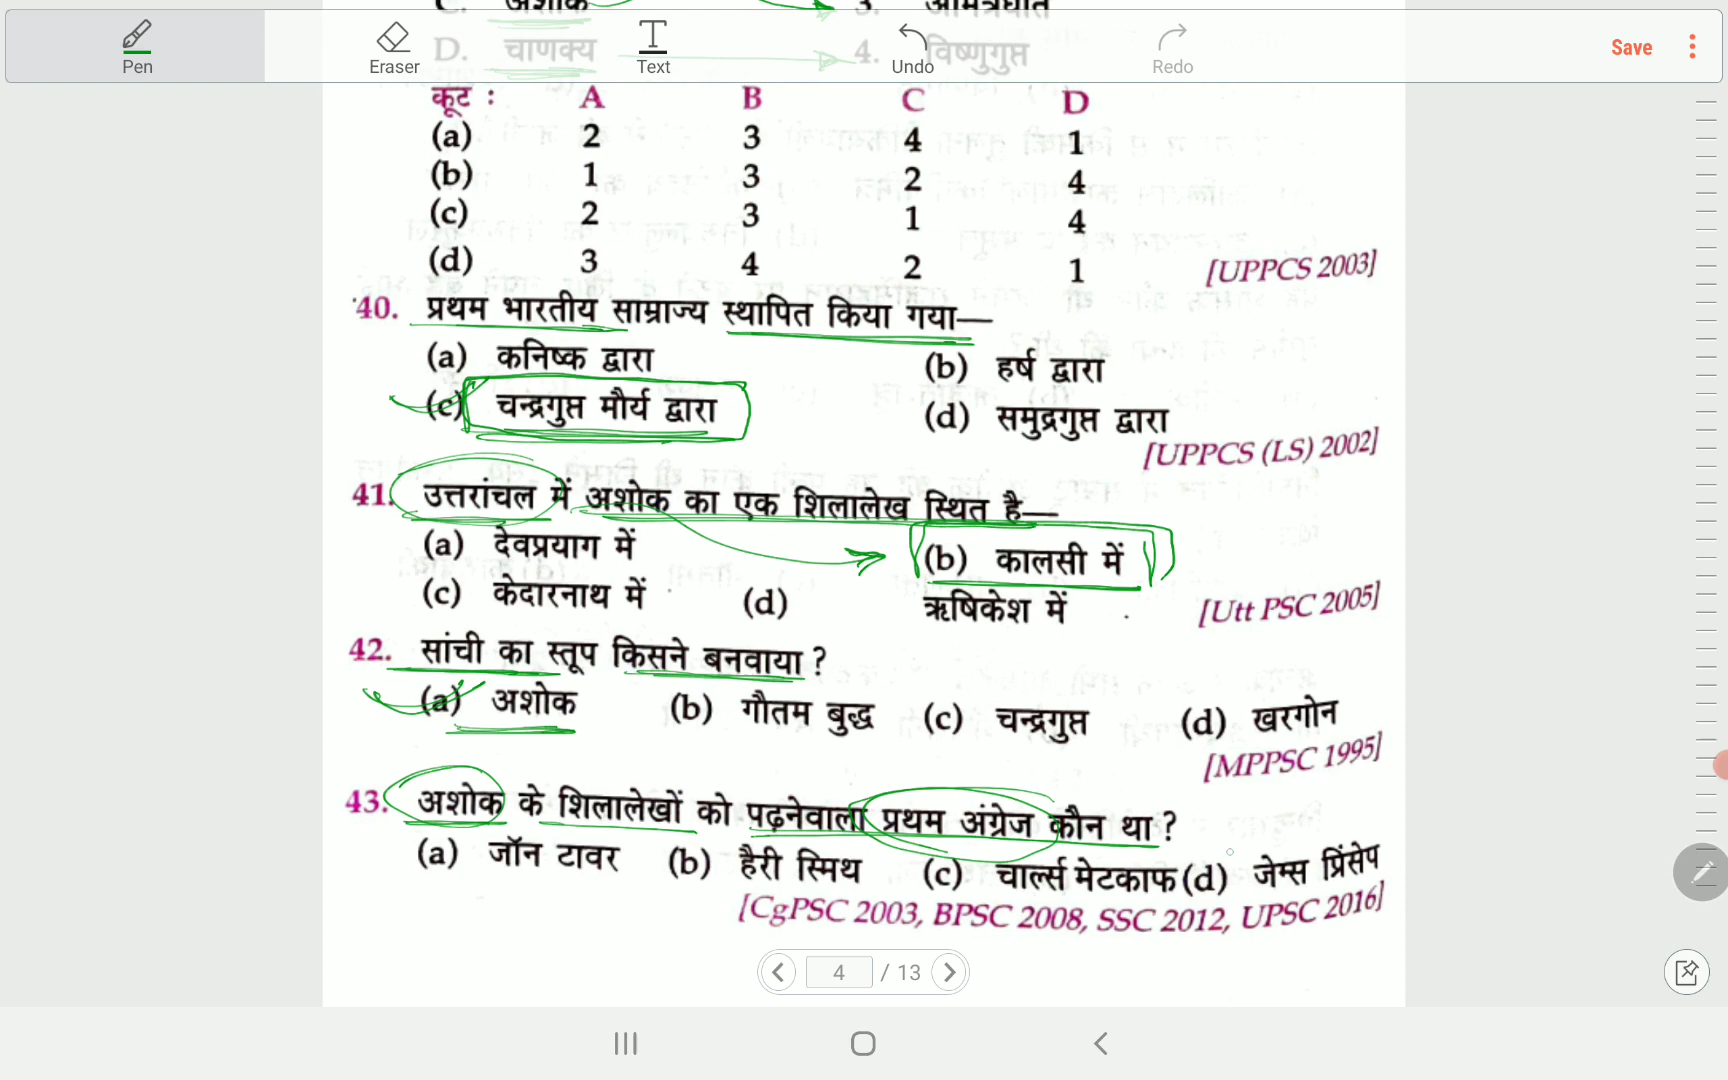 C. अशोक 3. अमित्रघात
D. चाणक्य 4. विष्णुगुप्त
Pen Eraser Text Undo Redo Save
कूट : A B C D
(a) 2 3 4 1
(b) 1 3 2 4
(c) 2 3 1 4
(d) 3 4 2 1 [UPPCS 2003]
40. प्रथम भारतीय साम्राज्य स्थापित किया गया—
(a) कनिष्क द्वारा (b) हर्ष द्वारा
(c) चन्द्रगुप्त मौर्य द्वारा (d) समुद्रगुप्त द्वारा
[UPPCS (LS) 2002]
41. उत्तरांचल में अशोक का एक शिलालेख स्थित है—
(a) देवप्रयाग में (b) कालसी में
(c) केदारनाथ में (d) ऋषिकेश में [Utt PSC 2005]
42. सांची का स्तूप किसने बनवाया ?
(a) अशोक (b) गौतम बुद्ध (c) चन्द्रगुप्त (d) खरगोन
[MPPSC 1995]
43. अशोक के शिलालेखों को पढ़नेवाला प्रथम अंग्रेज कौन था ?
(a) जॉन टावर (b) हैरी स्मिथ (c) चार्ल्स मेटकाफ (d) जेम्स प्रिंसेप
[CgPSC 2003, BPSC 2008, SSC 2012, UPSC 2016]
4 / 13